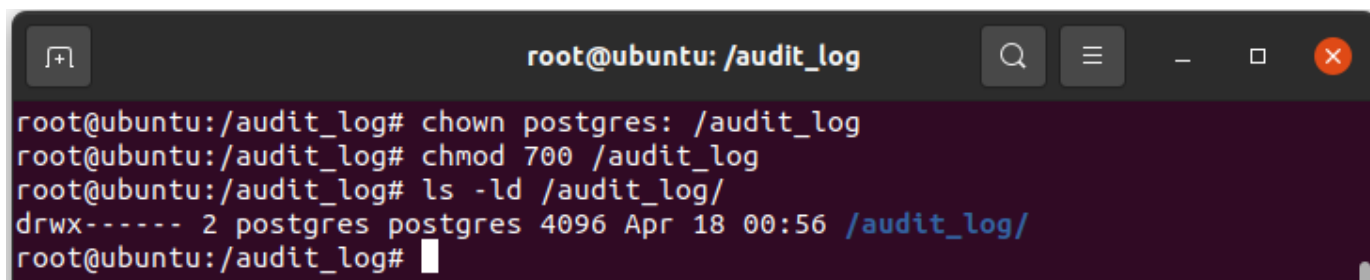 root@ubuntu: /audit_log
root@ubuntu:/audit_log# chown postgres: /audit_log
root@ubuntu:/audit_log# chmod 700 /audit_log
root@ubuntu:/audit_log# ls -ld /audit_log/
drwx------ 2 postgres postgres 4096 Apr 18 00:56 /audit_log/
root@ubuntu:/audit_log#